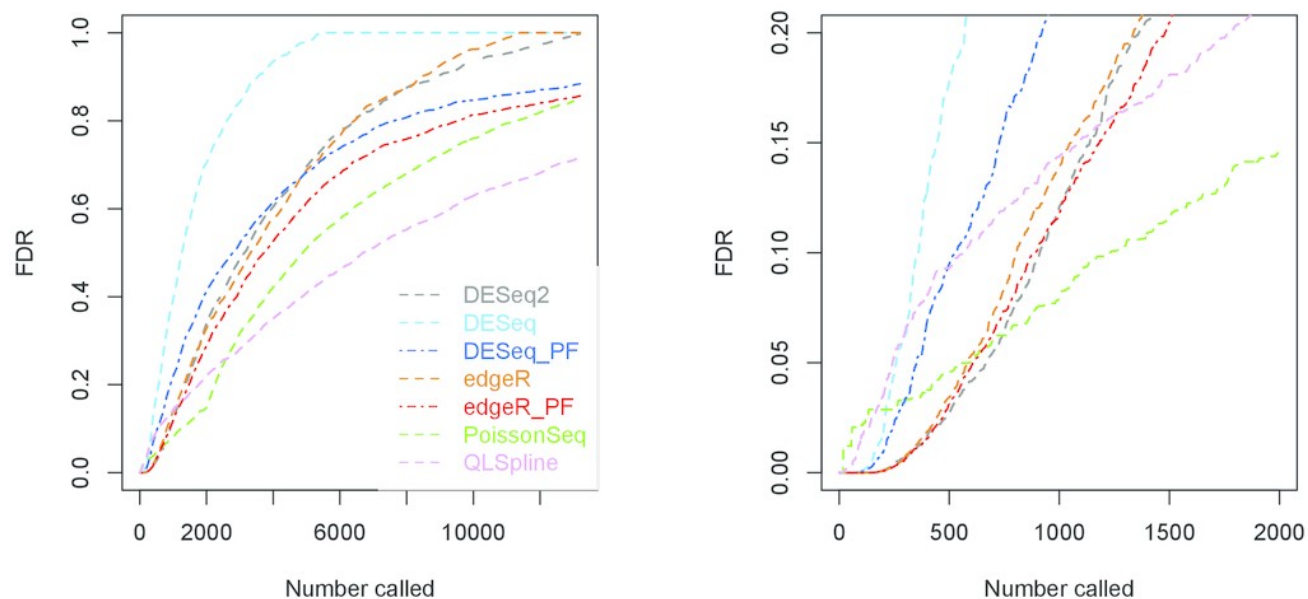 1.0
0.8
0.6
0.4
0.2
0.0
FDR
DESeq2
DESeq
DESeq_PF
edgeR
edgeR_PF
PoissonSeq
QLSpline
0 2000 6000 10000
Number called
0.20
0.15
0.10
0.05
0.00
FDR
0 500 1000 1500 2000
Number called